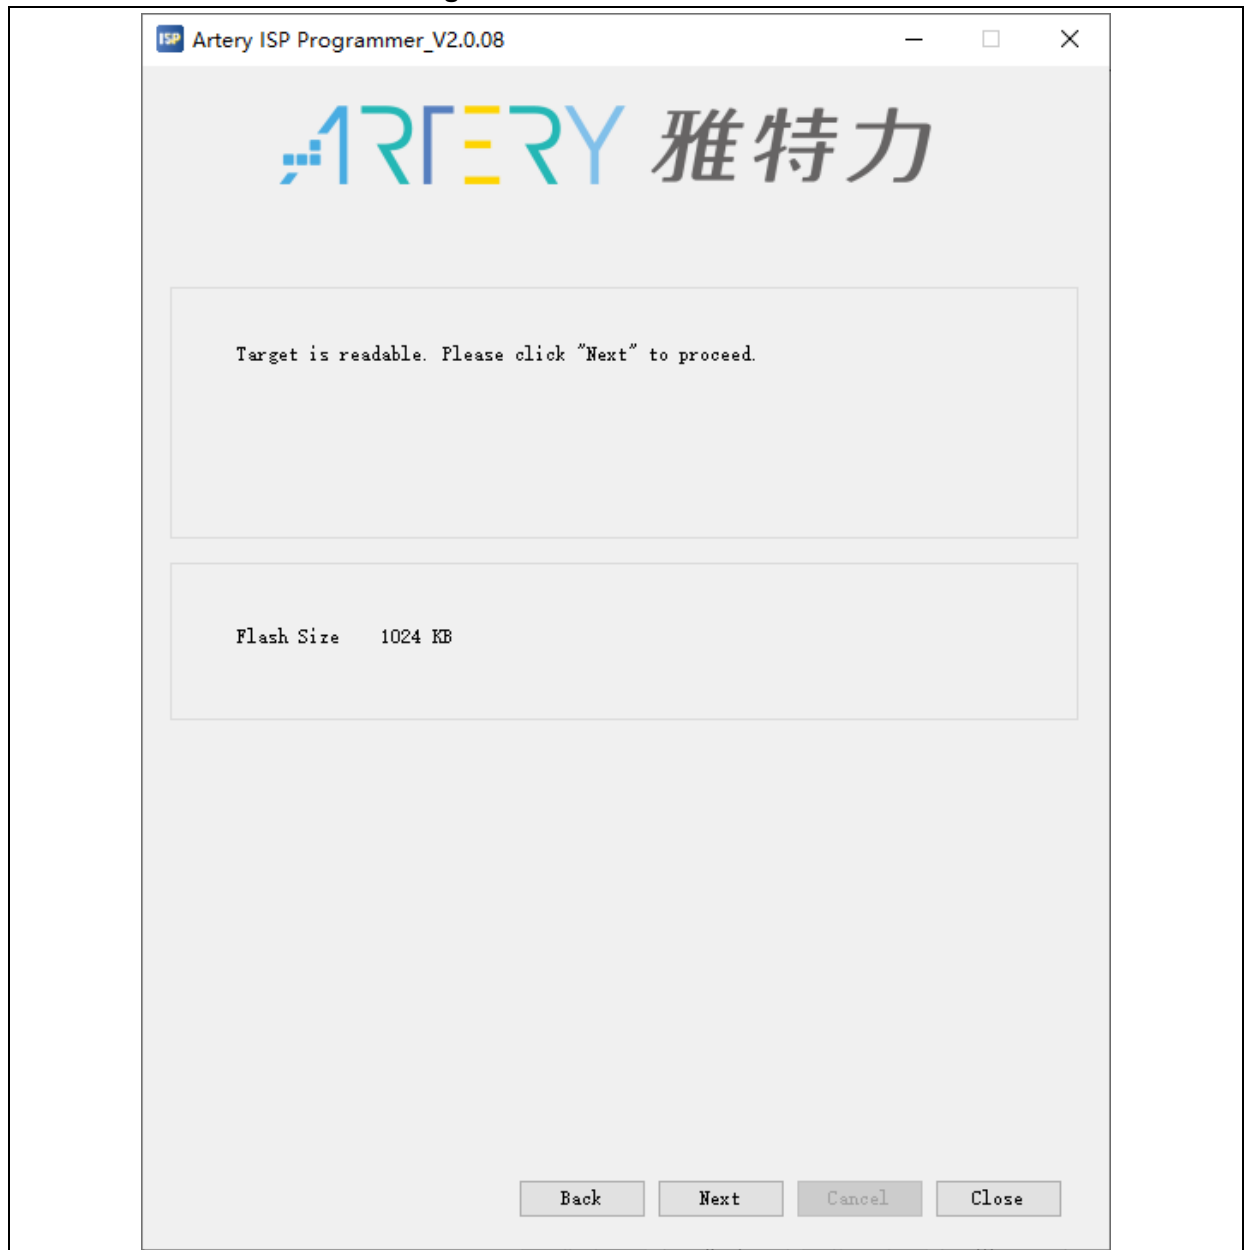 ISP Artery ISP Programmer_V2.0.08
ARTERY 雅特力
Target is readable. Please click "Next" to proceed.
Flash Size 1024 KB
Back Next Cancel Close